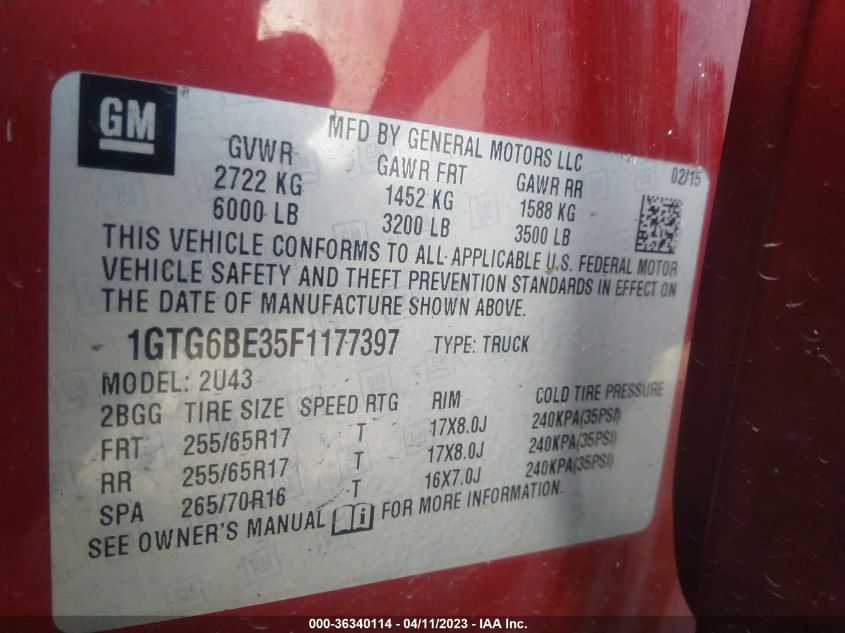 GM
MFD BY GENERAL MOTORS LLC
02/15
GVWR GAWR FRT GAWR RR
2722 KG 1452 KG 1588 KG
6000 LB 3200 LB 3500 LB
THIS VEHICLE CONFORMS TO ALL APPLICABLE U.S. FEDERAL MOTOR
VEHICLE SAFETY AND THEFT PREVENTION STANDARDS IN EFFECT ON
THE DATE OF MANUFACTURE SHOWN ABOVE.
1GTG6BE35F1177397 TYPE: TRUCK
MODEL: 2U43
2BGG TIRE SIZE SPEED RTG RIM COLD TIRE PRESSURE
FRT 255/65R17 T 17X8.0J 240KPA(35PSI)
RR 255/65R17 T 17X8.0J 240KPA(35PSI)
SPA 265/70R16 T 16X7.0J 240KPA(35PSI)
SEE OWNER'S MANUAL i FOR MORE INFORMATION.
000-36340114 - 04/11/2023 - IAA Inc.